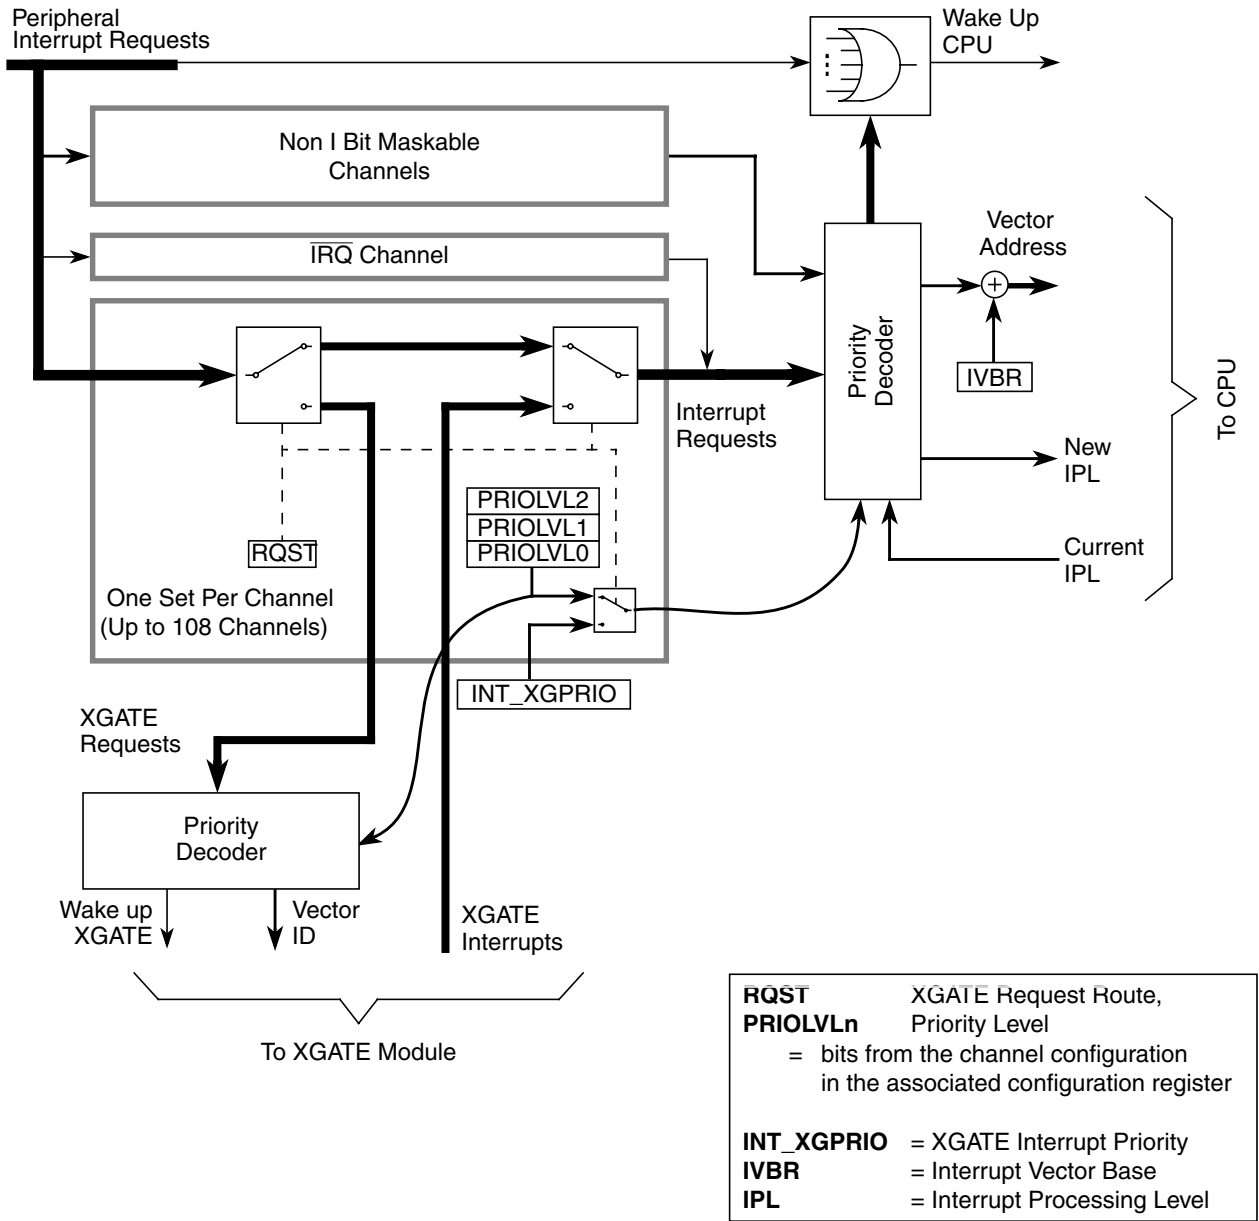 Peripheral
Interrupt Requests
Wake Up
CPU
Non I Bit Maskable
Channels
IRQ Channel
Vector
Address
Priority
Decoder
IVBR
To CPU
Interrupt
Requests
New
IPL
PRIOLVL2
PRIOLVL1
PRIOLVL0
RQST
Current
IPL
One Set Per Channel
(Up to 108 Channels)
INT_XGPRIO
XGATE
Requests
Priority
Decoder
Wake up
XGATE
Vector
ID
XGATE
Interrupts
To XGATE Module
RQST XGATE Request Route,
PRIOLVLn Priority Level
= bits from the channel configuration
in the associated configuration register
INT_XGPRIO = XGATE Interrupt Priority
IVBR = Interrupt Vector Base
IPL = Interrupt Processing Level